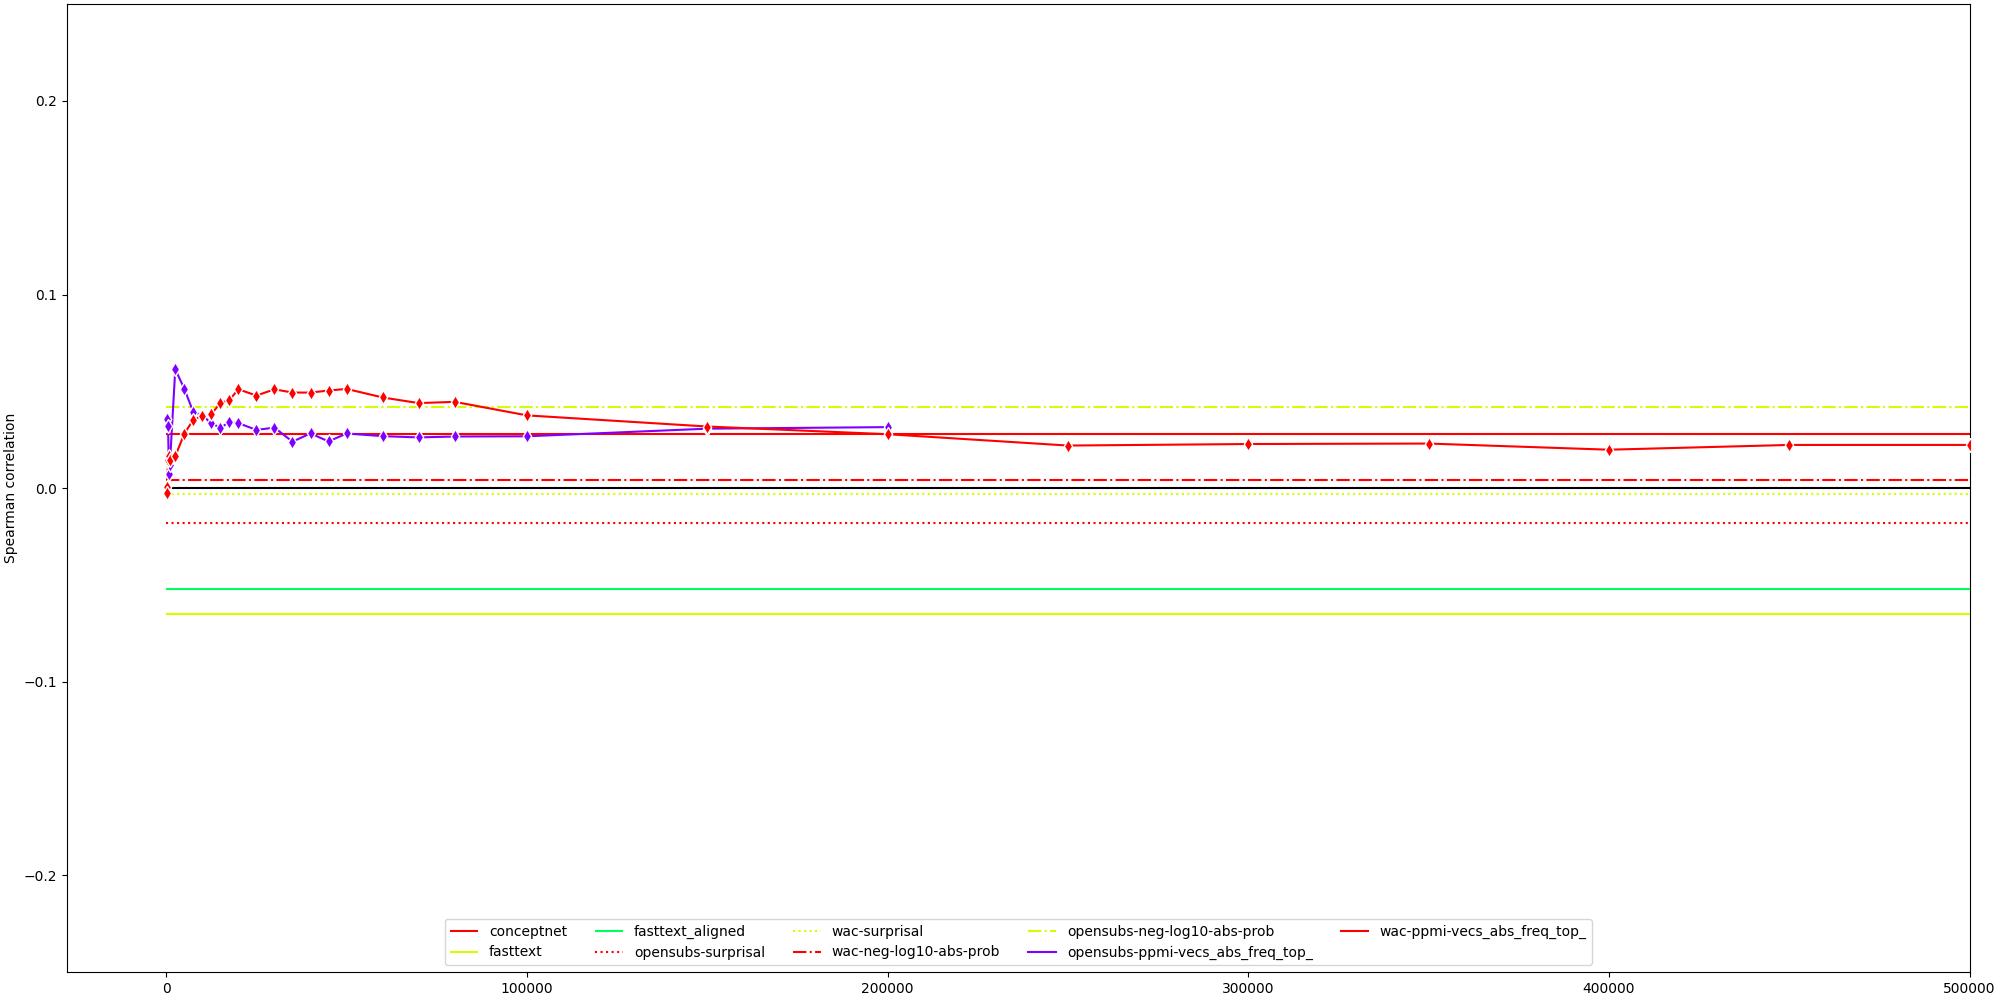 0.2
0.1
0.0
−0.1
−0.2
Spearman correlation
0 100000 200000 300000 400000 500000
conceptnet fasttext_aligned wac-surprisal opensubs-neg-log10-abs-prob wac-ppmi-vecs_abs_freq_top_
fasttext opensubs-surprisal wac-neg-log10-abs-prob opensubs-ppmi-vecs_abs_freq_top_